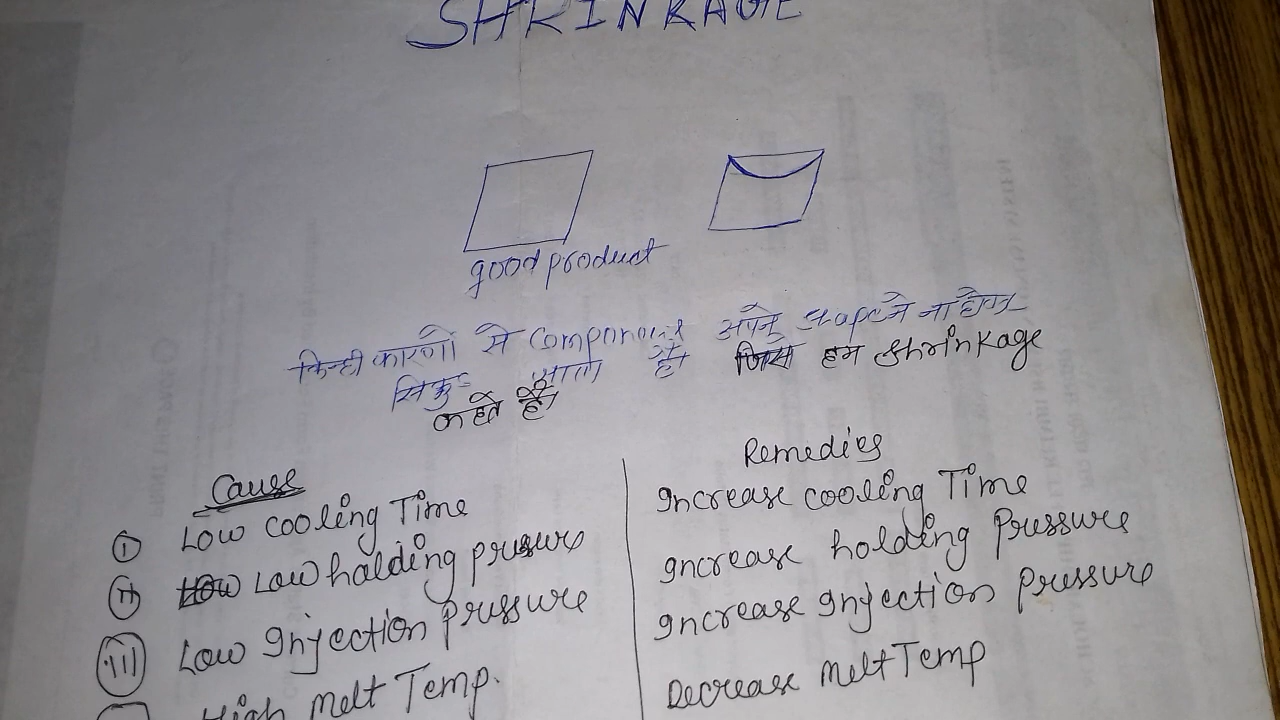 SHRINKAGE
good product
किन्ही कारणो से component अपने shape मे ना होकर
सिकुड़ जाता है। जिसे हम shrinkage
कहते है।
Cause
Remedies
(I) Low cooling Time
Increase cooling Time
(II) Low holding pressure
Increase holding Pressure
(III) Low Injection pressure
Increase Injection pressure
High Melt Temp.
Decrease Melt Temp